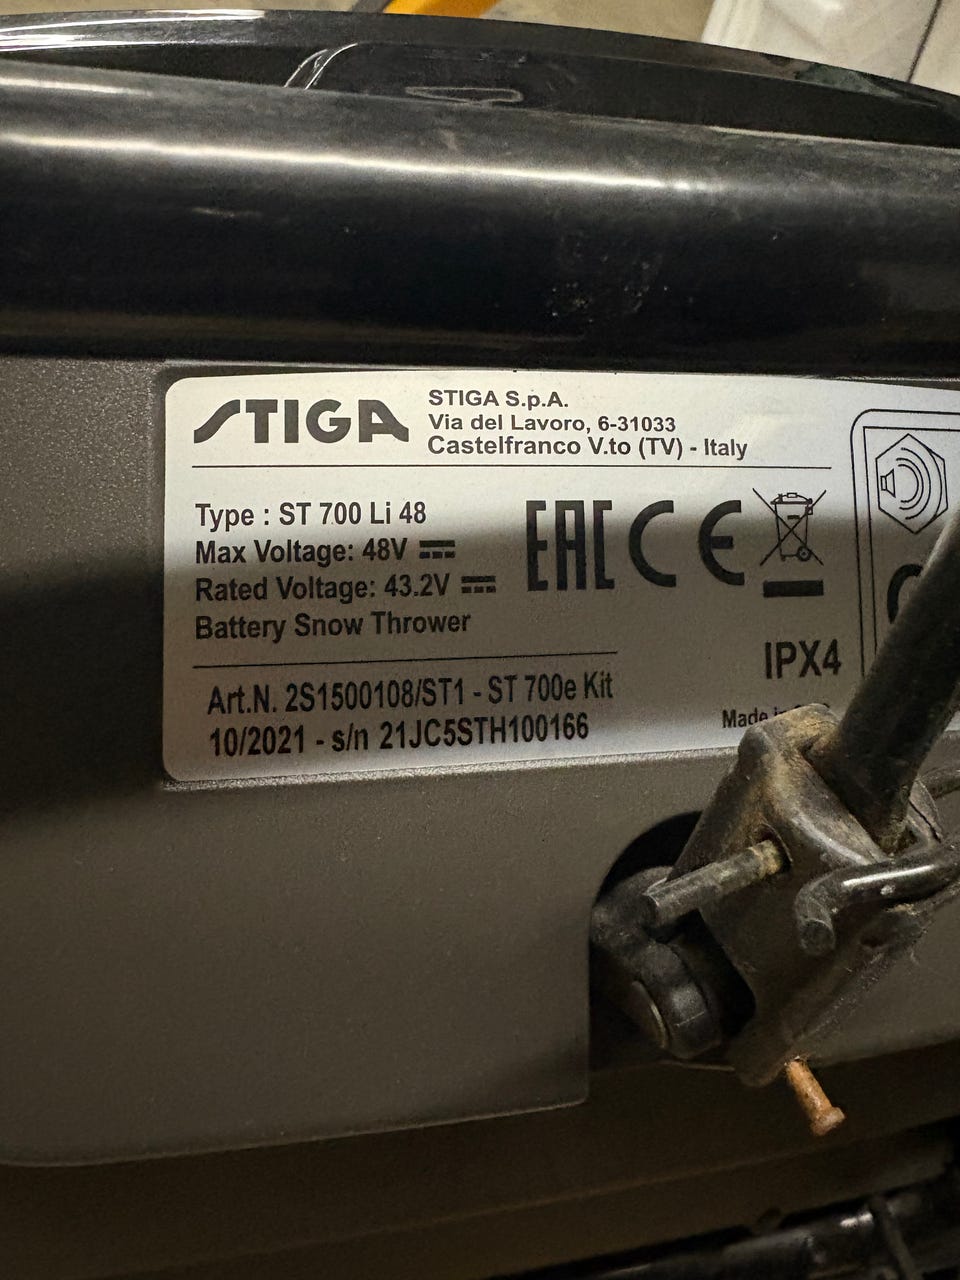 STIGA
STIGA S.p.A.
Via del Lavoro, 6-31033
Castelfranco V.to (TV) - Italy
Type : ST 700 Li 48
Max Voltage: 48V
Rated Voltage: 43.2V
Battery Snow Thrower
EAC CE
IPX4
Art.N. 2S1500108/ST1 - ST 700e Kit
10/2021 - s/n 21JC5STH100166
Made in